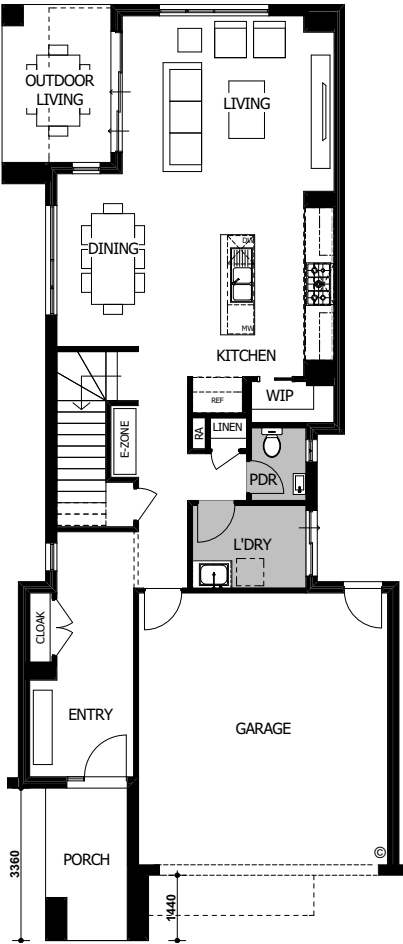 OUTDOOR
LIVING
LIVING
DINING
DW
MW
KITCHEN
REF
WIP
E-ZONE
RA
LINEN
PDR
L'DRY
CLOAK
ENTRY
GARAGE
©
PORCH
3360
1440